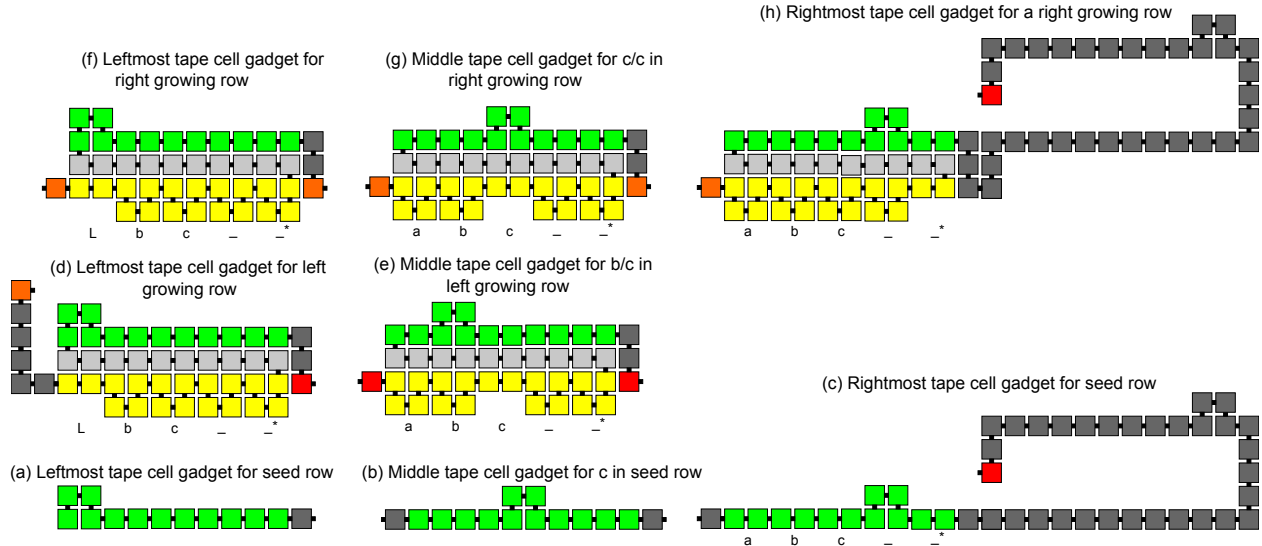 (h) Rightmost tape cell gadget for a right growing row
(f) Leftmost tape cell gadget for
right growing row
(g) Middle tape cell gadget for c/c in
right growing row
L b c _ _*
a b c _ _*
a b c _ _*
(d) Leftmost tape cell gadget for left
growing row
(e) Middle tape cell gadget for b/c in
left growing row
(c) Rightmost tape cell gadget for seed row
L b c _ _*
a b c _ _*
(a) Leftmost tape cell gadget for seed row
(b) Middle tape cell gadget for c in seed row
a b c _ _*